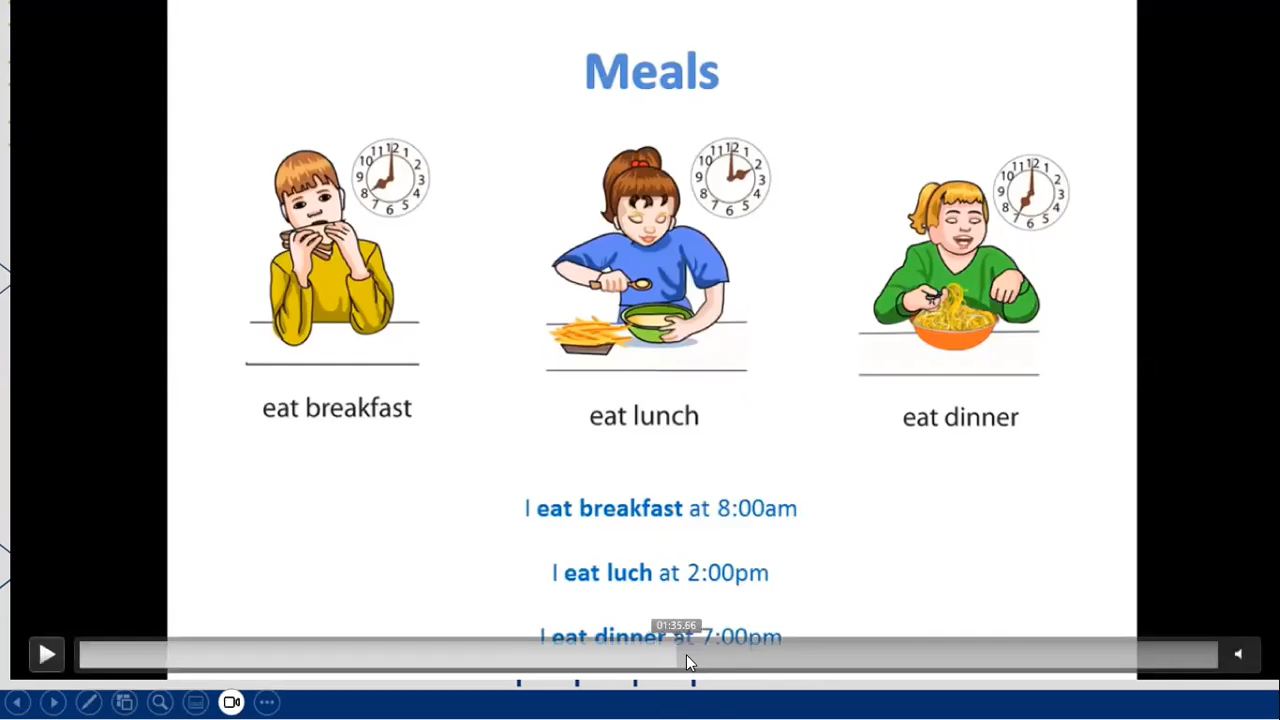 Meals
eat breakfast
eat lunch
eat dinner
I eat breakfast at 8:00am
I eat luch at 2:00pm
I eat dinner at 7:00pm
01:35.66